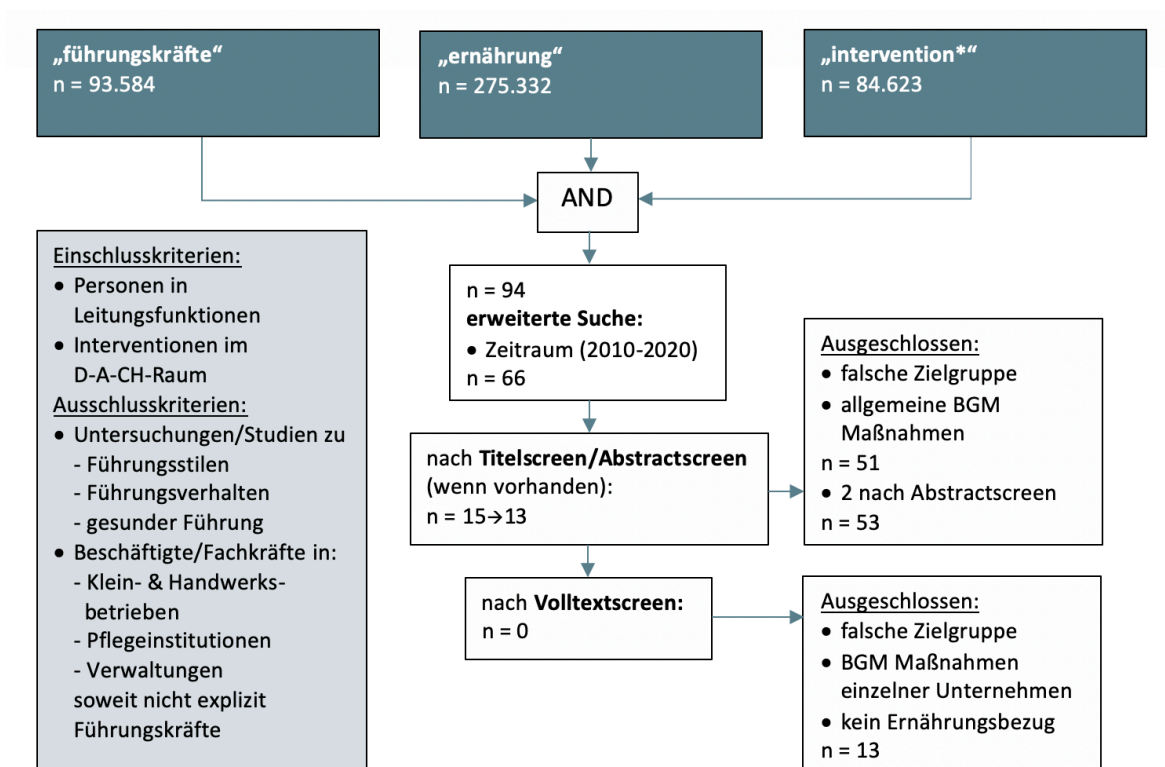 „führungskräfte“
n = 93.584
„ernährung“
n = 275.332
„intervention*“
n = 84.623
AND
Einschlusskriterien:
• Personen in
Leitungsfunktionen
• Interventionen im
D-A-CH-Raum
Ausschlusskriterien:
• Untersuchungen/Studien zu
- Führungsstilen
- Führungsverhalten
- gesunder Führung
• Beschäftigte/Fachkräfte in:
- Klein- & Handwerks-
betrieben
- Pflegeinstitutionen
- Verwaltungen
soweit nicht explizit
Führungskräfte
n = 94
erweiterte Suche:
• Zeitraum (2010-2020)
n = 66
nach Titelscreen/Abstractscreen
(wenn vorhanden):
n = 15→13
Ausgeschlossen:
• falsche Zielgruppe
• allgemeine BGM
Maßnahmen
n = 51
• 2 nach Abstractscreen
n = 53
nach Volltextscreen:
n = 0
Ausgeschlossen:
• falsche Zielgruppe
• BGM Maßnahmen
einzelner Unternehmen
• kein Ernährungsbezug
n = 13